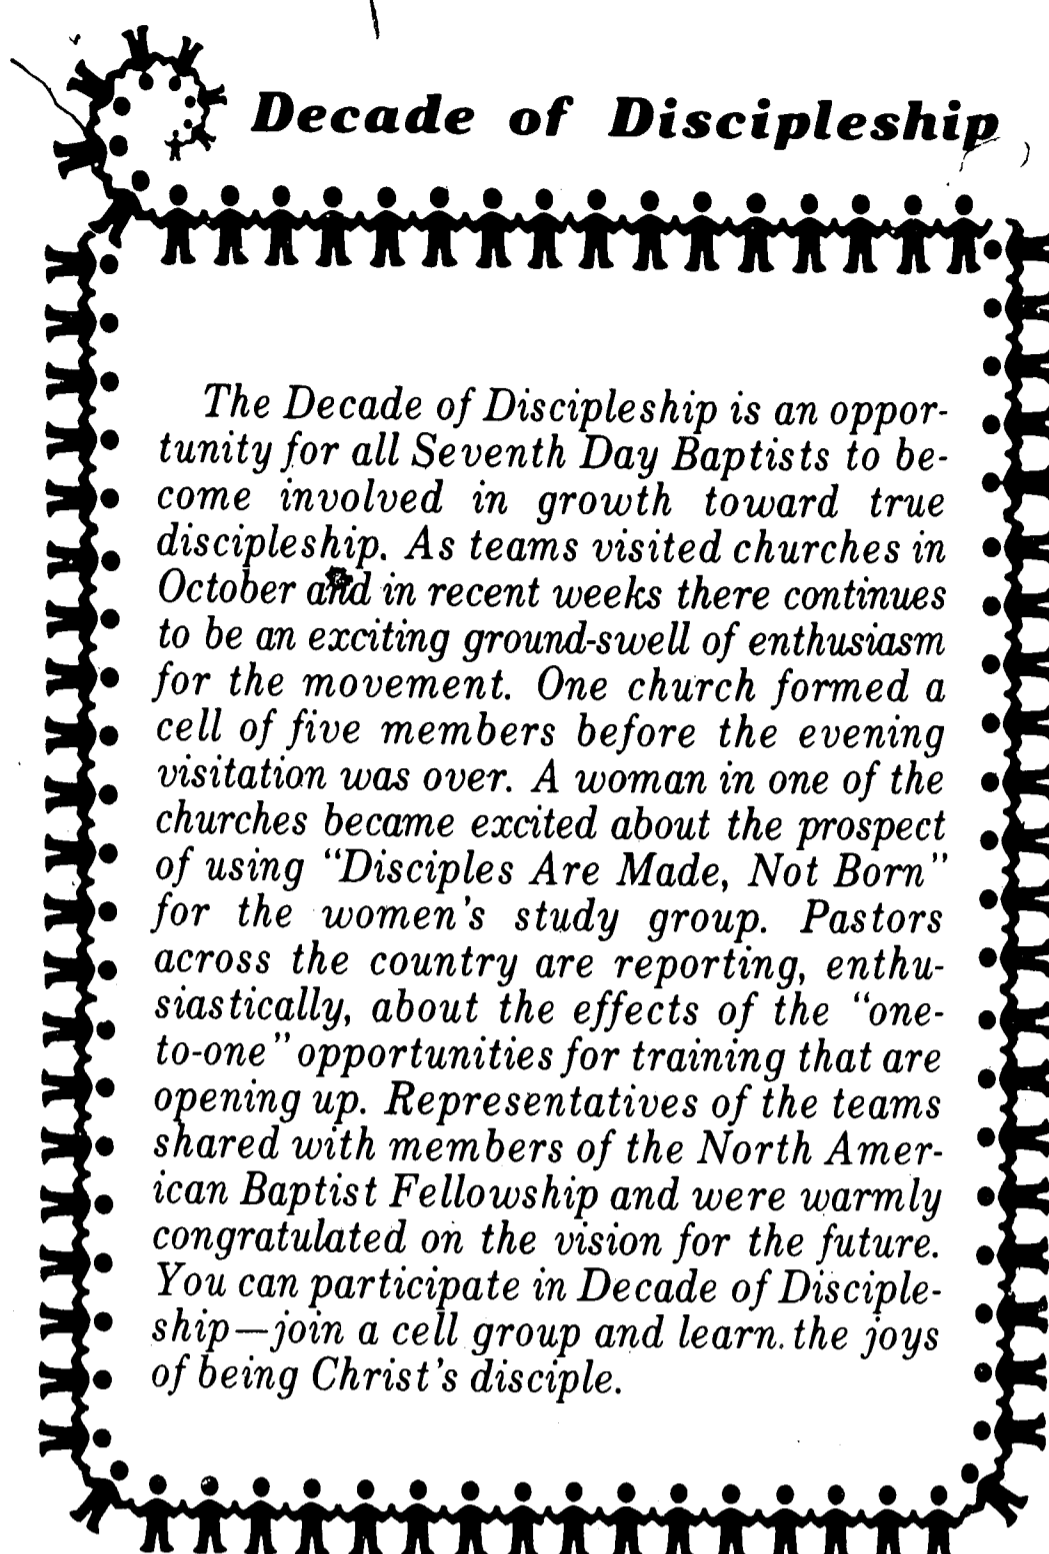 Decade of Discipleship
The Decade of Discipleship is an oppor-
tunity for all Seventh Day Baptists to be-
come involved in growth toward true
discipleship. As teams visited churches in
October and in recent weeks there continues
to be an exciting ground-swell of enthusiasm
for the movement. One church formed a
cell of five members before the evening
visitation was over. A woman in one of the
churches became excited about the prospect
of using “Disciples Are Made, Not Born”
for the women's study group. Pastors
across the country are reporting, enthu-
siastically, about the effects of the “one-
to-one” opportunities for training that are
opening up. Representatives of the teams
shared with members of the North Amer-
ican Baptist Fellowship and were warmly
congratulated on the vision for the future.
You can participate in Decade of Disciple-
ship—join a cell group and learn the joys
of being Christ's disciple.